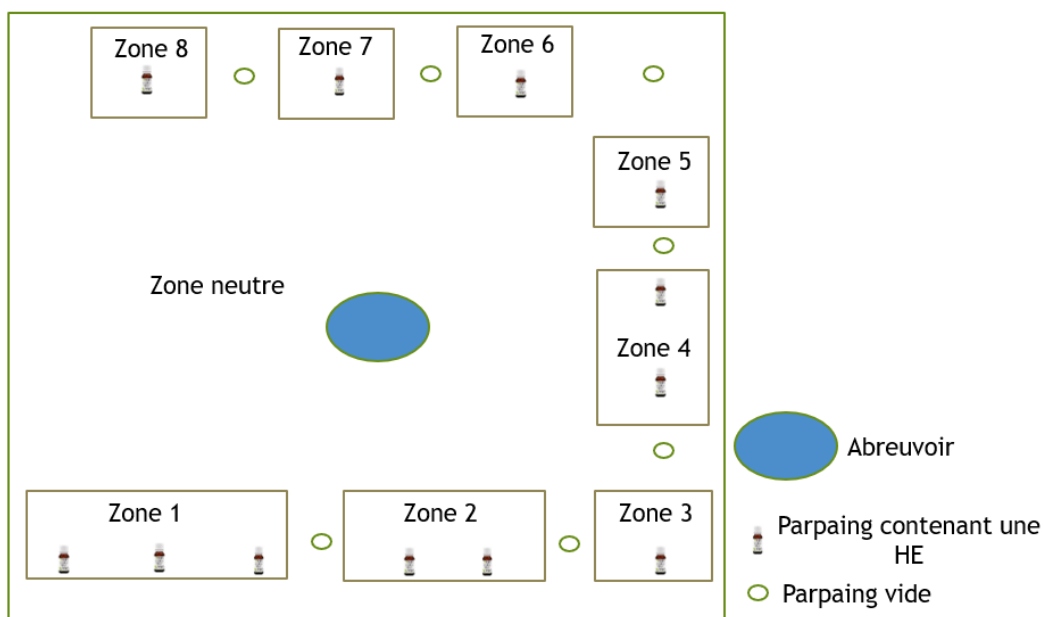 Zone 8
Zone 7
Zone 6
Zone 5
Zone neutre
Zone 4
Abreuvoir
Zone 1
Zone 2
Zone 3
Parpaing contenant une
HE
Parpaing vide